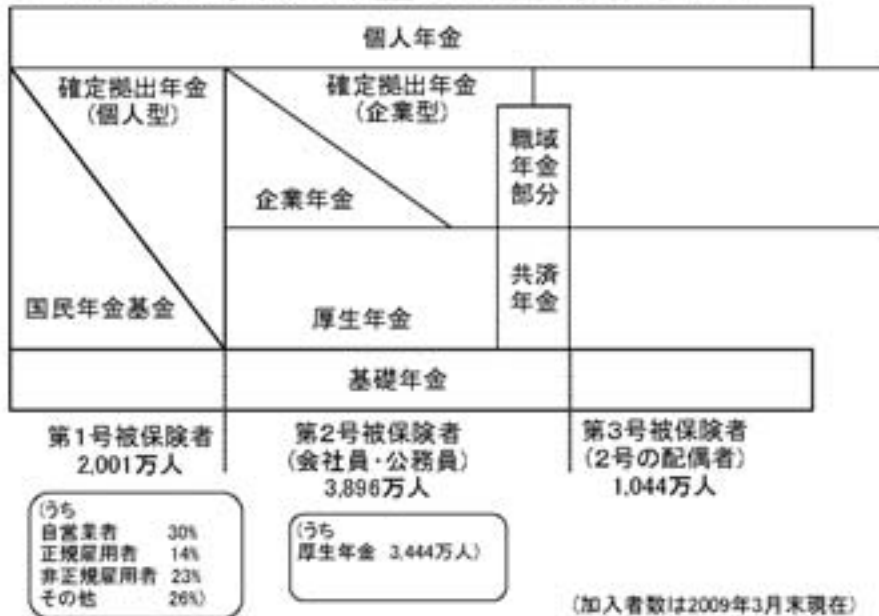 個人年金
確定拠出年金
(個人型)
確定拠出年金
(企業型)
職域
年金
部分
企業年金
国民年金基金
厚生年金
共済
年金
基礎年金
第1号被保険者
2,001万人
第2号被保険者
(会社員・公務員)
3,896万人
第3号被保険者
(2号の配偶者)
1,044万人
(うち
自営業者 30%
正規雇用者 14%
非正規雇用者 23%
その他 26%)
(うち
厚生年金 3,444万人)
(加入者数は2009年3月末現在)